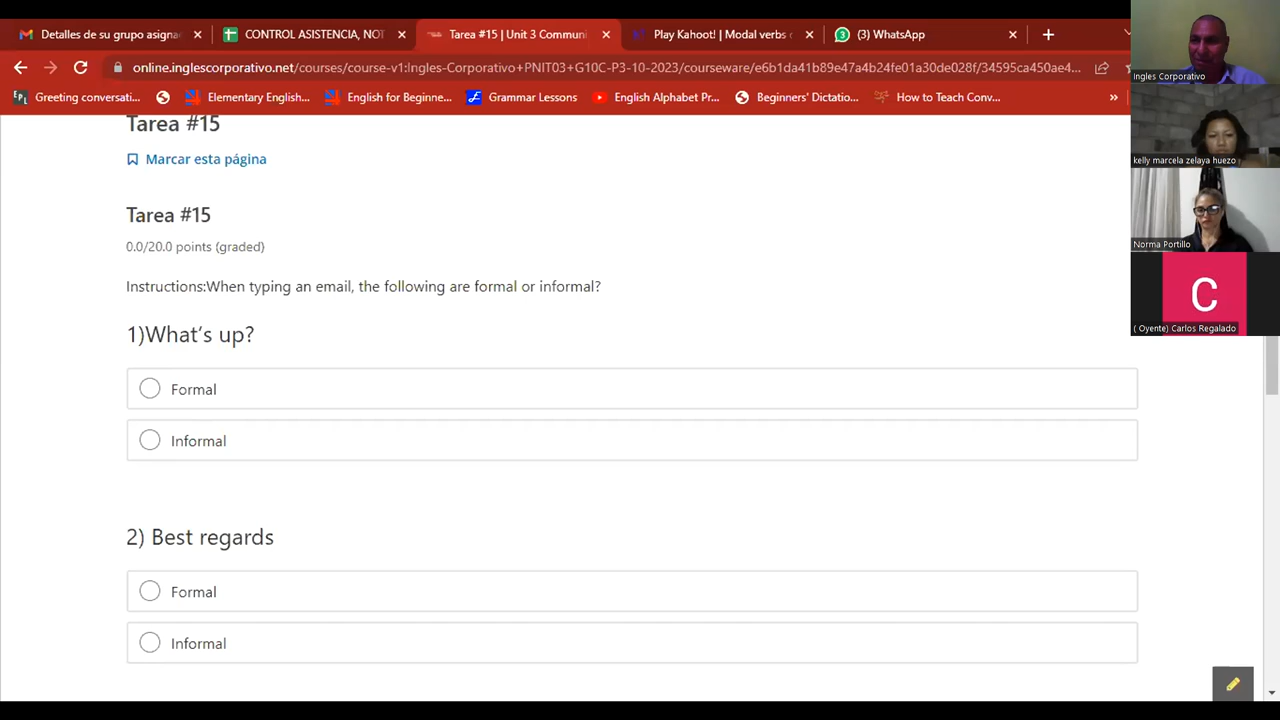 Detalles de su grupo asigna
CONTROL ASISTENCIA, NOT
Tarea #15 | Unit 3 Communi
Play Kahoot! | Modal verbs
(3) WhatsApp
online.inglescorporativo.net/courses/course-v1:Ingles-Corporativo+PNIT03+G10C-P3-10-2023/courseware/e6b1da41b89e47a4b24fe01a30de028f/34595ca450ae4...
Greeting conversati...
Elementary English...
English for Beginne...
Grammar Lessons
English Alphabet Pr...
Beginners' Dictatio...
How to Teach Conv...
»
Tarea #15
Marcar esta página
Tarea #15
0.0/20.0 points (graded)
Instructions:When typing an email, the following are formal or informal?
1)What's up?
Formal
Informal
2) Best regards
Formal
Informal
Ingles Corporativo
kelly marcela zelaya huezo
Norma Portillo
C
( Oyente) Carlos Regalado